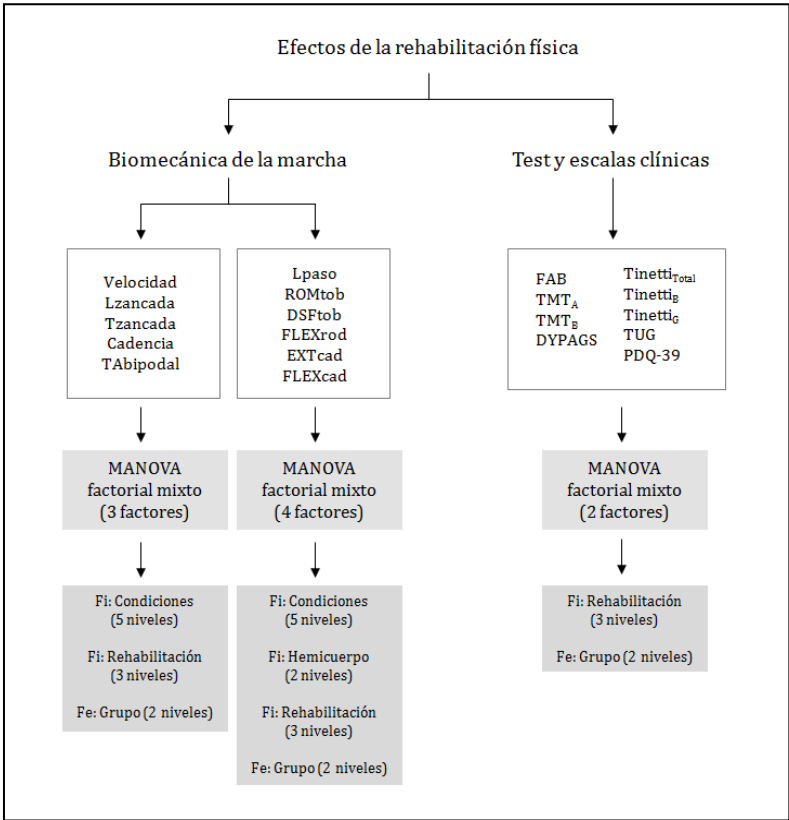 Efectos de la rehabilitación física
Biomecánica de la marcha
Test y escalas clínicas
Velocidad
Lzancada
Tzancada
Cadencia
TAbipodal
Lpaso
ROMtob
DSFtob
FLEXrod
EXTcad
FLEXcad
FAB
TMTA
TMTB
DYPAGS
TinettiTotal
TinettiB
TinettiG
TUG
PDQ-39
MANOVA
factorial mixto
(3 factores)
MANOVA
factorial mixto
(4 factores)
MANOVA
factorial mixto
(2 factores)
Fi: Condiciones
(5 niveles)
Fi: Rehabilitación
(3 niveles)
Fe: Grupo (2 niveles)
Fi: Condiciones
(5 niveles)
Fi: Hemicuerpo
(2 niveles)
Fi: Rehabilitación
(3 niveles)
Fe: Grupo (2 niveles)
Fi: Rehabilitación
(3 niveles)
Fe: Grupo (2 niveles)